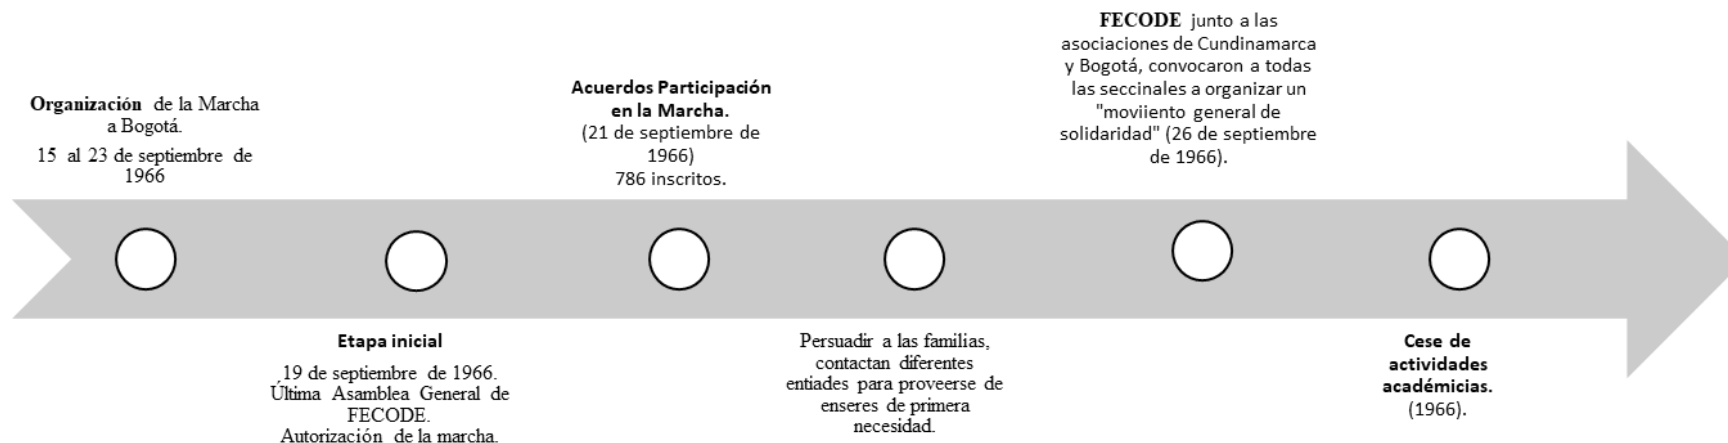 Organización de la Marcha
a Bogotá.
15 al 23 de septiembre de
1966
Etapa inicial
19 de septiembre de 1966.
Última Asamblea General de
FECODE.
Autorización de la marcha.
Acuerdos Participación
en la Marcha.
(21 de septiembre de
1966)
786 inscritos.
Persuadir a las familias,
contactan diferentes
entiades para proveerse de
enseres de primera
necesidad.
FECODE junto a las
asociaciones de Cundinamarca
y Bogotá, convocaron a todas
las seccinales a organizar un
"moviiento general de
solidaridad" (26 de septiembre
de 1966).
Cese de
actividades
académicias.
(1966).